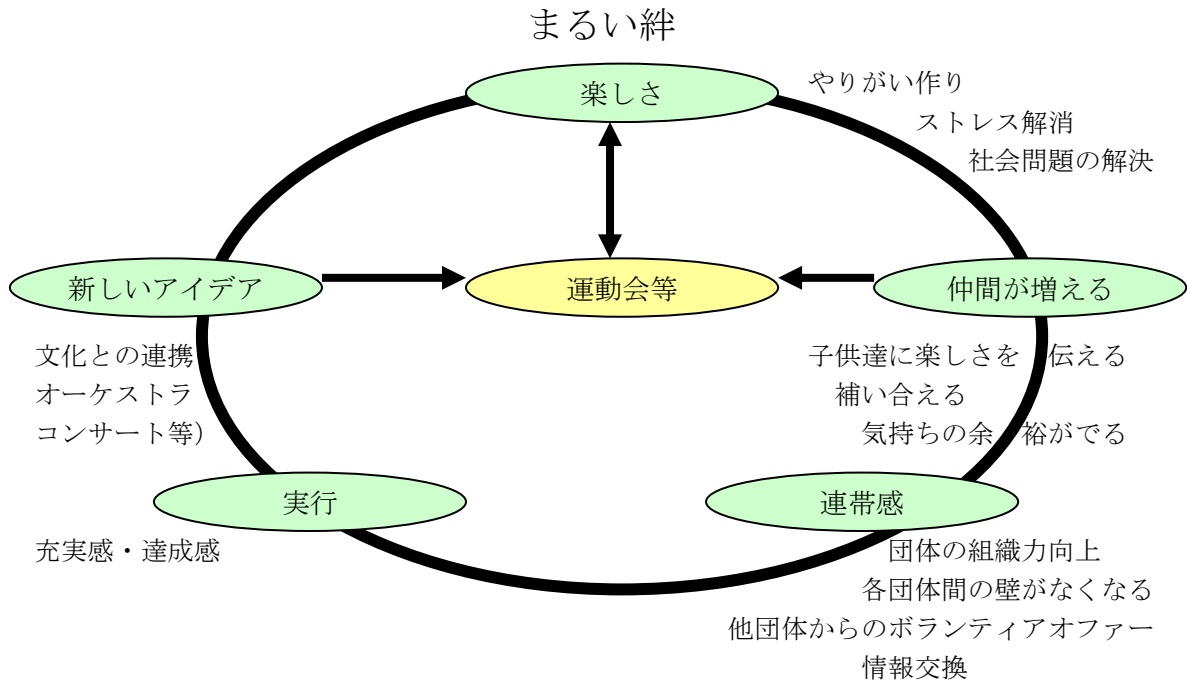 まるい絆
楽しさ
やりがい作り
ストレス解消
社会問題の解決
新しいアイデア
運動会等
仲間が増える
文化との連携
オーケストラ
コンサート等）
子供達に楽しさを 伝える
補い合える
気持ちの余 裕がでる
実行
連帯感
充実感・達成感
団体の組織力向上
各団体間の壁がなくなる
他団体からのボランティアオファー
情報交換